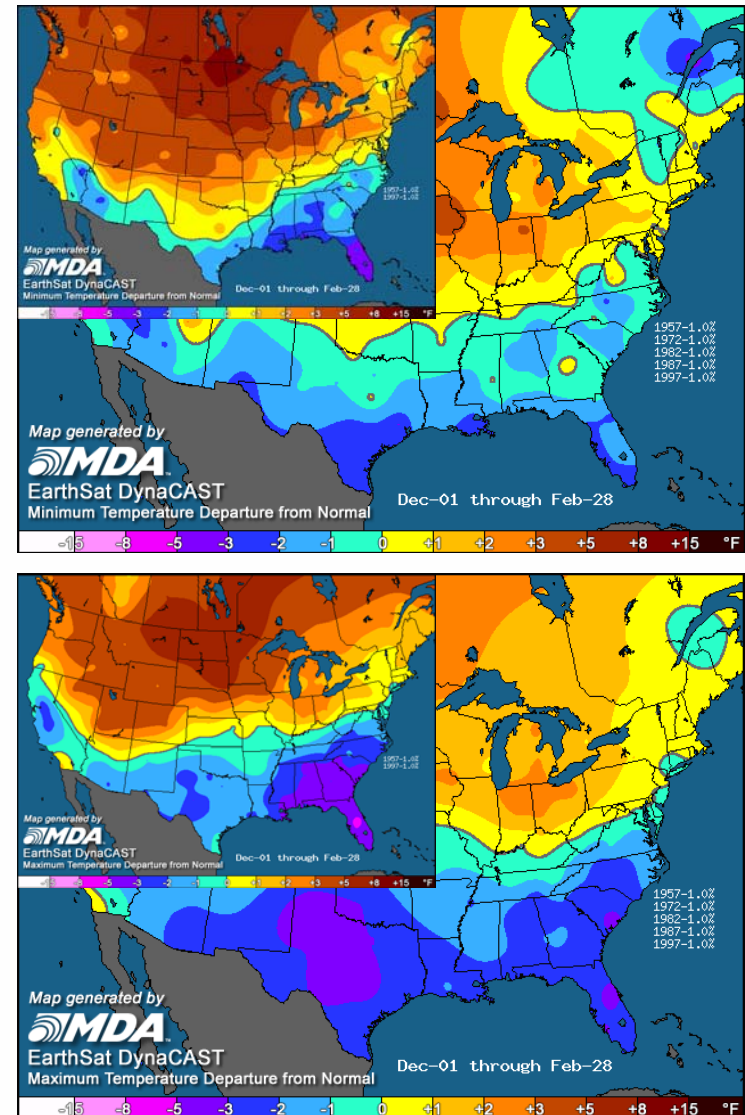 1957-1.0%
1997-1.0%
Map generated by
MDA
EarthSat DynaCAST
Minimum Temperature Departure from Normal
Dec-01 through Feb-28
-15 -8 -5 -3 -2 -1 0 +1 +2 +3 +5 +8 +15 °F
1957-1.0%
1972-1.0%
1982-1.0%
1987-1.0%
1997-1.0%
Map generated by
MDA
EarthSat DynaCAST
Minimum Temperature Departure from Normal
Dec-01 through Feb-28
-15 -8 -5 -3 -2 -1 0 +1 +2 +3 +5 +8 +15 °F
1957-1.0%
1997-1.0%
Map generated by
MDA
EarthSat DynaCAST
Maximum Temperature Departure from Normal
Dec-01 through Feb-28
-15 -8 -5 -3 -2 -1 0 +1 +2 +3 +5 +8 +15 °F
1957-1.0%
1972-1.0%
1982-1.0%
1987-1.0%
1997-1.0%
Map generated by
MDA
EarthSat DynaCAST
Maximum Temperature Departure from Normal
Dec-01 through Feb-28
-15 -8 -5 -3 -2 -1 0 +1 +2 +3 +5 +8 +15 °F